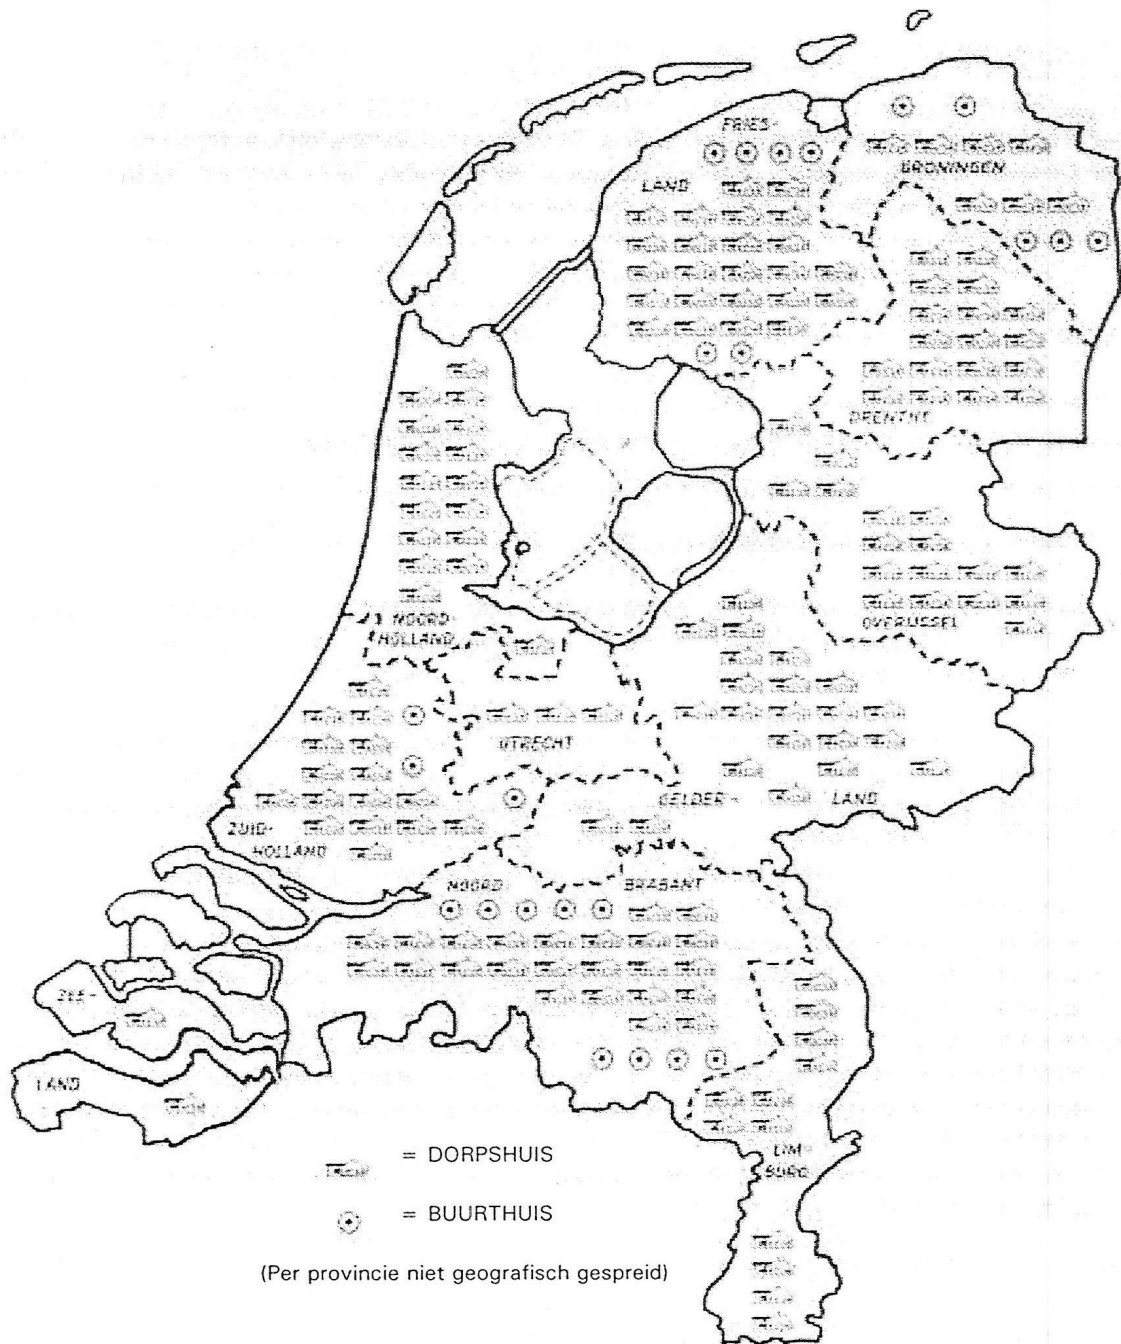 FRIES-
LAND
GRONINGEN
DRENTHE
NOORD-
HOLLAND
OVERIJSSEL
UTRECHT
GELDER-
LAND
ZUID-
HOLLAND
NOORD-
BRABANT
ZEE-
LAND
LIM-
BURG
= DORPSHUIS
= BUURTHUIS
(Per provincie niet geografisch gespreid)